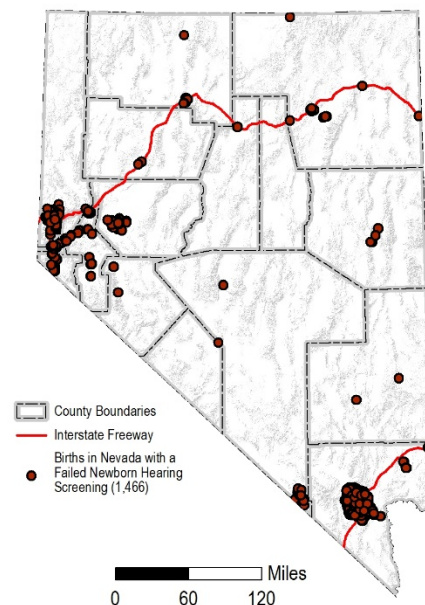 County Boundaries
Interstate Freeway
Births in Nevada with a
Failed Newborn Hearing
Screening (1,466)
Miles
0 60 120